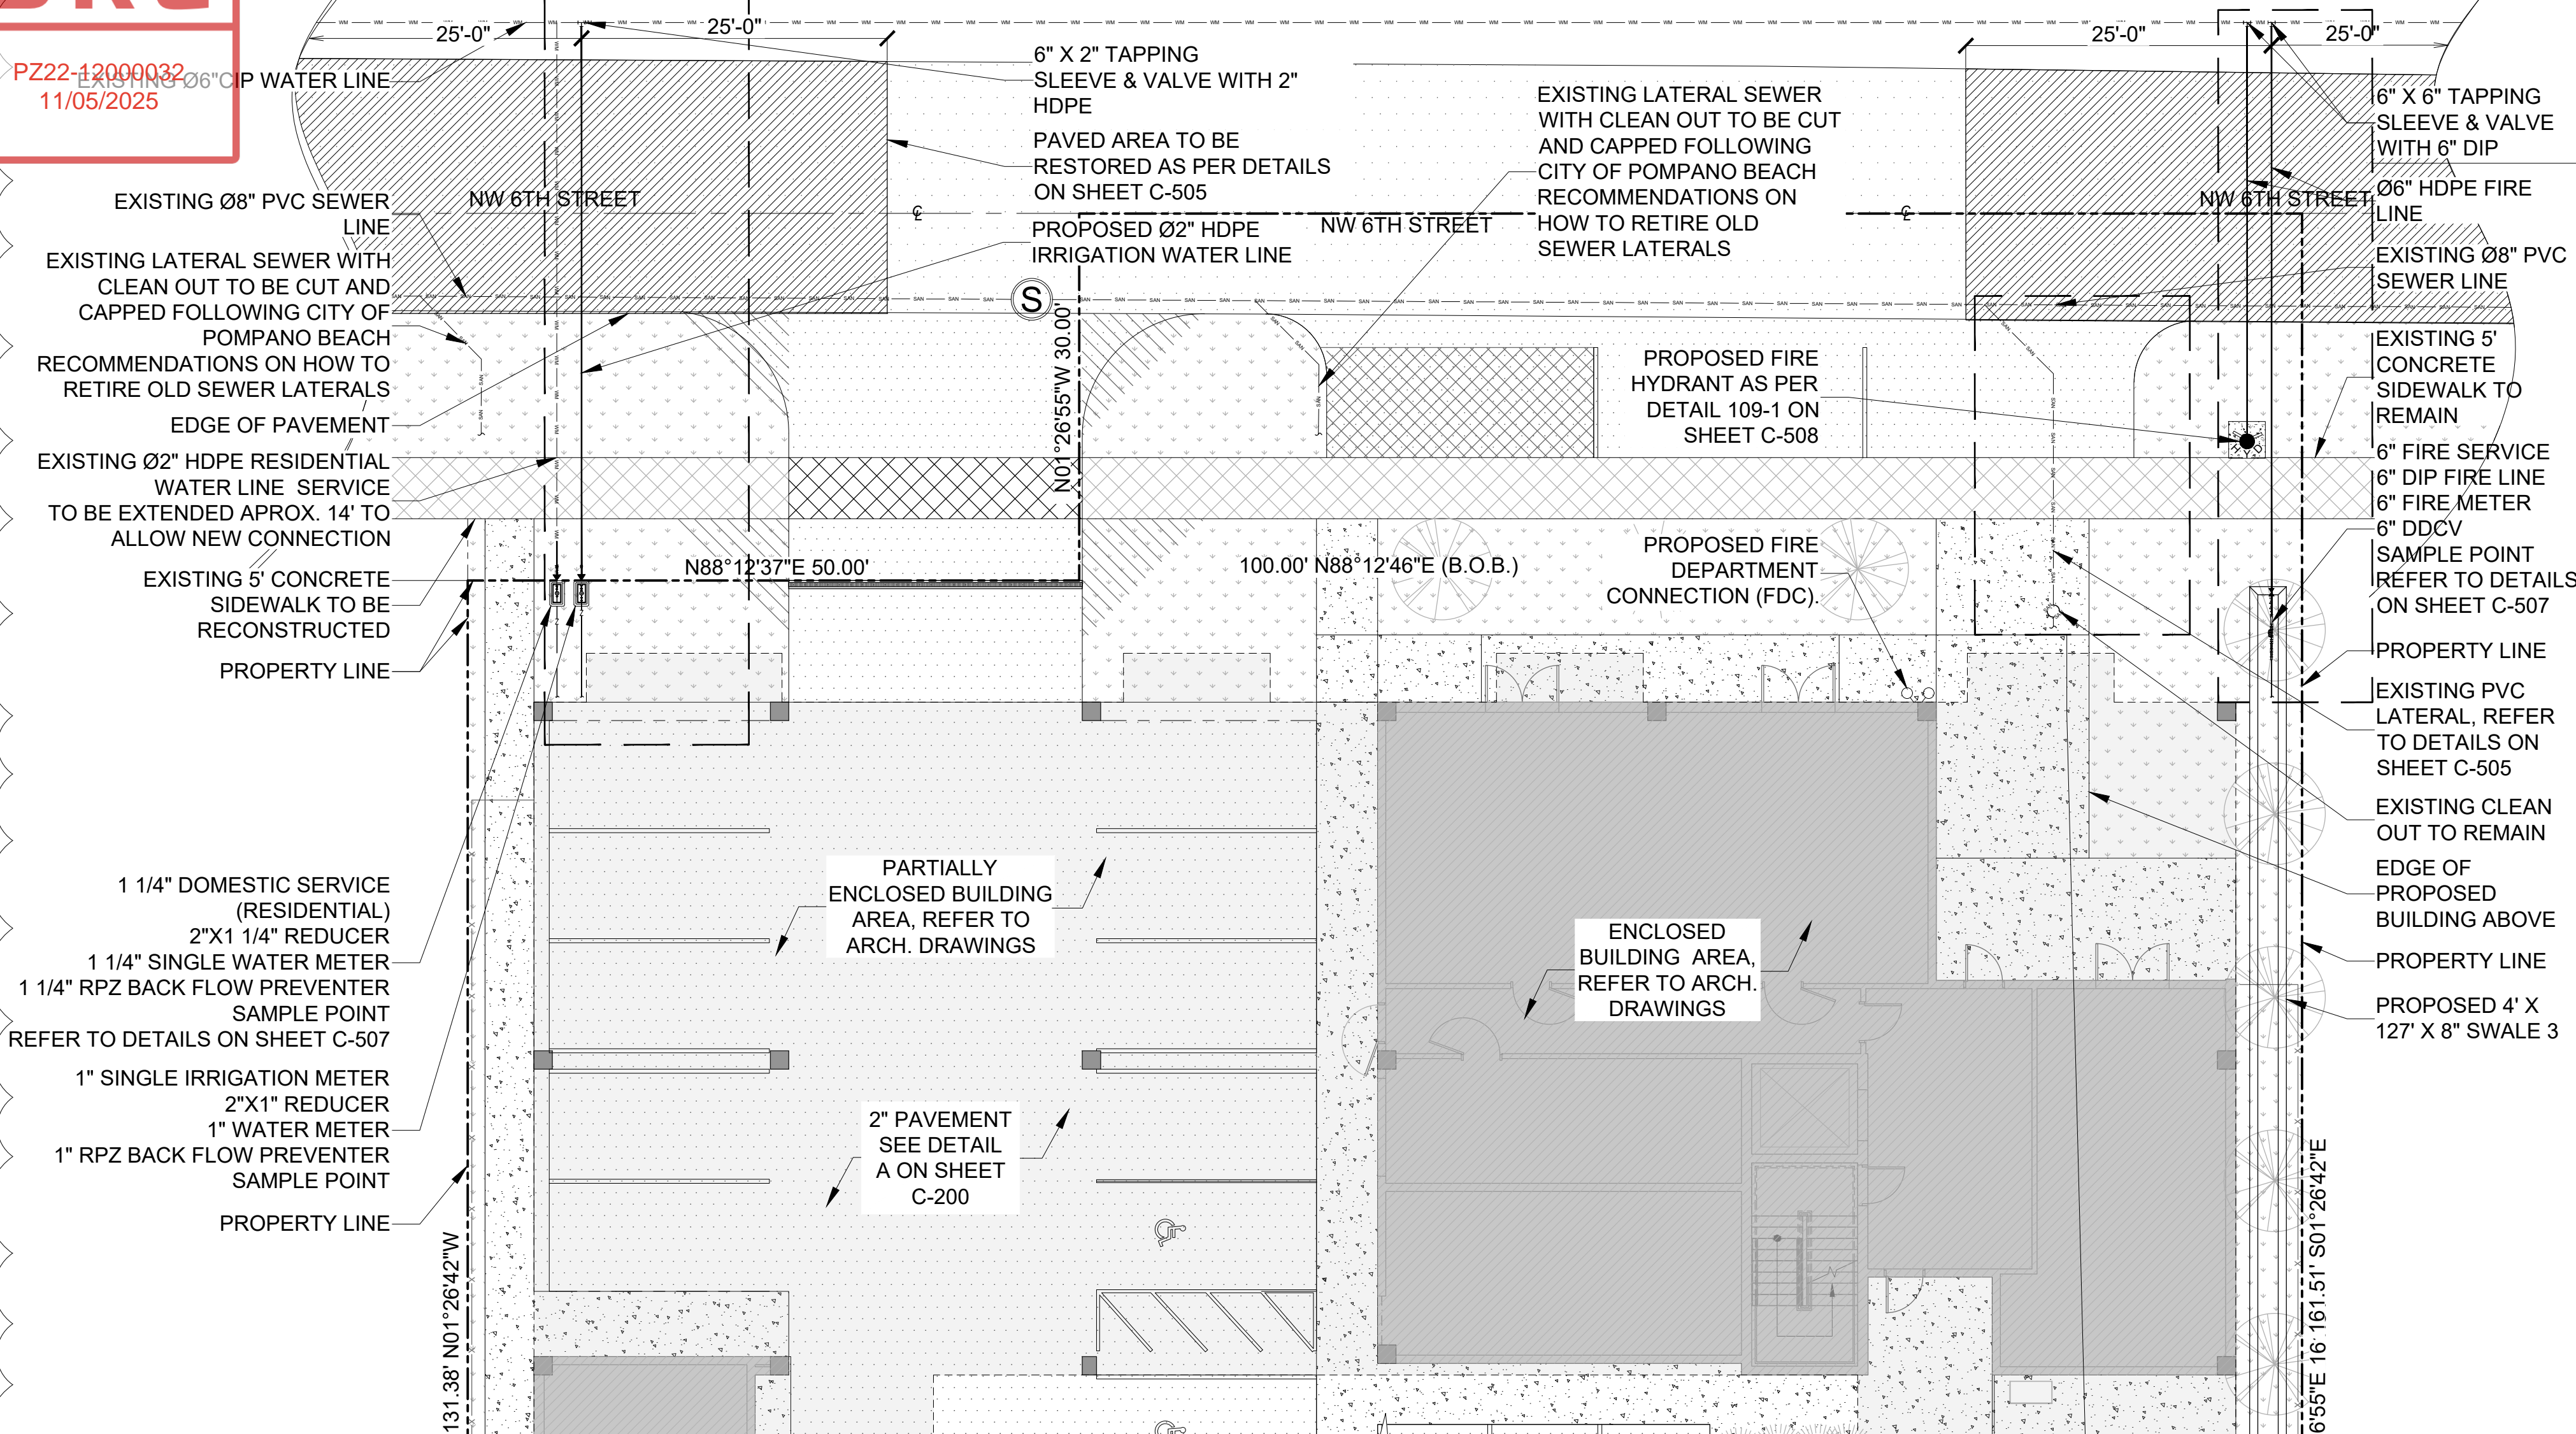 PZ22-12000032
11/05/2025
EXISTING Ø6"CIP WATER LINE
EXISTING Ø8" PVC SEWER
LINE
EXISTING LATERAL SEWER WITH
CLEAN OUT TO BE CUT AND
CAPPED FOLLOWING CITY OF
POMPANO BEACH
RECOMMENDATIONS ON HOW TO
RETIRE OLD SEWER LATERALS
EDGE OF PAVEMENT
EXISTING Ø2" HDPE RESIDENTIAL
WATER LINE SERVICE
TO BE EXTENDED APROX. 14' TO
ALLOW NEW CONNECTION
EXISTING 5' CONCRETE
SIDEWALK TO BE
RECONSTRUCTED
PROPERTY LINE
1 1/4" DOMESTIC SERVICE
(RESIDENTIAL)
2"X1 1/4" REDUCER
1 1/4" SINGLE WATER METER
1 1/4" RPZ BACK FLOW PREVENTER
SAMPLE POINT
REFER TO DETAILS ON SHEET C-507
1" SINGLE IRRIGATION METER
2"X1" REDUCER
1" WATER METER
1" RPZ BACK FLOW PREVENTER
SAMPLE POINT
PROPERTY LINE
131.38' N01°26'42"W
25'-0"
25'-0"
NW 6TH STREET
6" X 2" TAPPING
SLEEVE & VALVE WITH 2"
HDPE
PAVED AREA TO BE
RESTORED AS PER DETAILS
ON SHEET C-505
PROPOSED Ø2" HDPE
IRRIGATION WATER LINE
S
N01°26'55"W 30.00'
N88°12'37"E 50.00'
NW 6TH STREET
EXISTING LATERAL SEWER
WITH CLEAN OUT TO BE CUT
AND CAPPED FOLLOWING
CITY OF POMPANO BEACH
RECOMMENDATIONS ON
HOW TO RETIRE OLD
SEWER LATERALS
PROPOSED FIRE
HYDRANT AS PER
DETAIL 109-1 ON
SHEET C-508
100.00' N88°12'46"E (B.O.B.)
PROPOSED FIRE
DEPARTMENT
CONNECTION (FDC).
PARTIALLY
ENCLOSED BUILDING
AREA, REFER TO
ARCH. DRAWINGS
2" PAVEMENT
SEE DETAIL
A ON SHEET
C-200
ENCLOSED
BUILDING AREA,
REFER TO ARCH.
DRAWINGS
25'-0"
25'-0"
NW 6TH STREET
6" X 6" TAPPING
SLEEVE & VALVE
WITH 6" DIP
Ø6" HDPE FIRE
LINE
EXISTING Ø8" PVC
SEWER LINE
EXISTING 5'
CONCRETE
SIDEWALK TO
REMAIN
6" FIRE SERVICE
6" DIP FIRE LINE
6" FIRE METER
6" DDCV
SAMPLE POINT
REFER TO DETAILS
ON SHEET C-507
PROPERTY LINE
EXISTING PVC
LATERAL, REFER
TO DETAILS ON
SHEET C-505
EXISTING CLEAN
OUT TO REMAIN
EDGE OF
PROPOSED
BUILDING ABOVE
PROPERTY LINE
PROPOSED 4' X
127' X 8" SWALE 3
161.51' S01°26'42"E